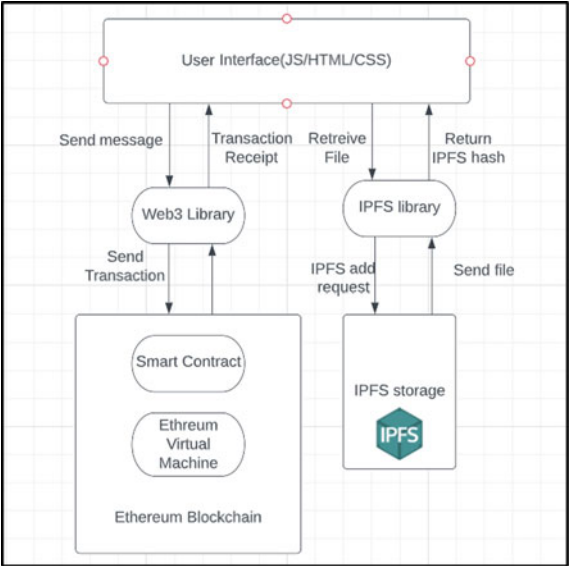 User Interface(JS/HTML/CSS)
Send message
Transaction
Receipt
Retreive
File
Return
IPFS hash
Web3 Library
IPFS library
Send
Transaction
IPFS add
request
Send file
Smart Contract
Ethreum
Virtual
Machine
Ethereum Blockchain
IPFS storage
IPFS